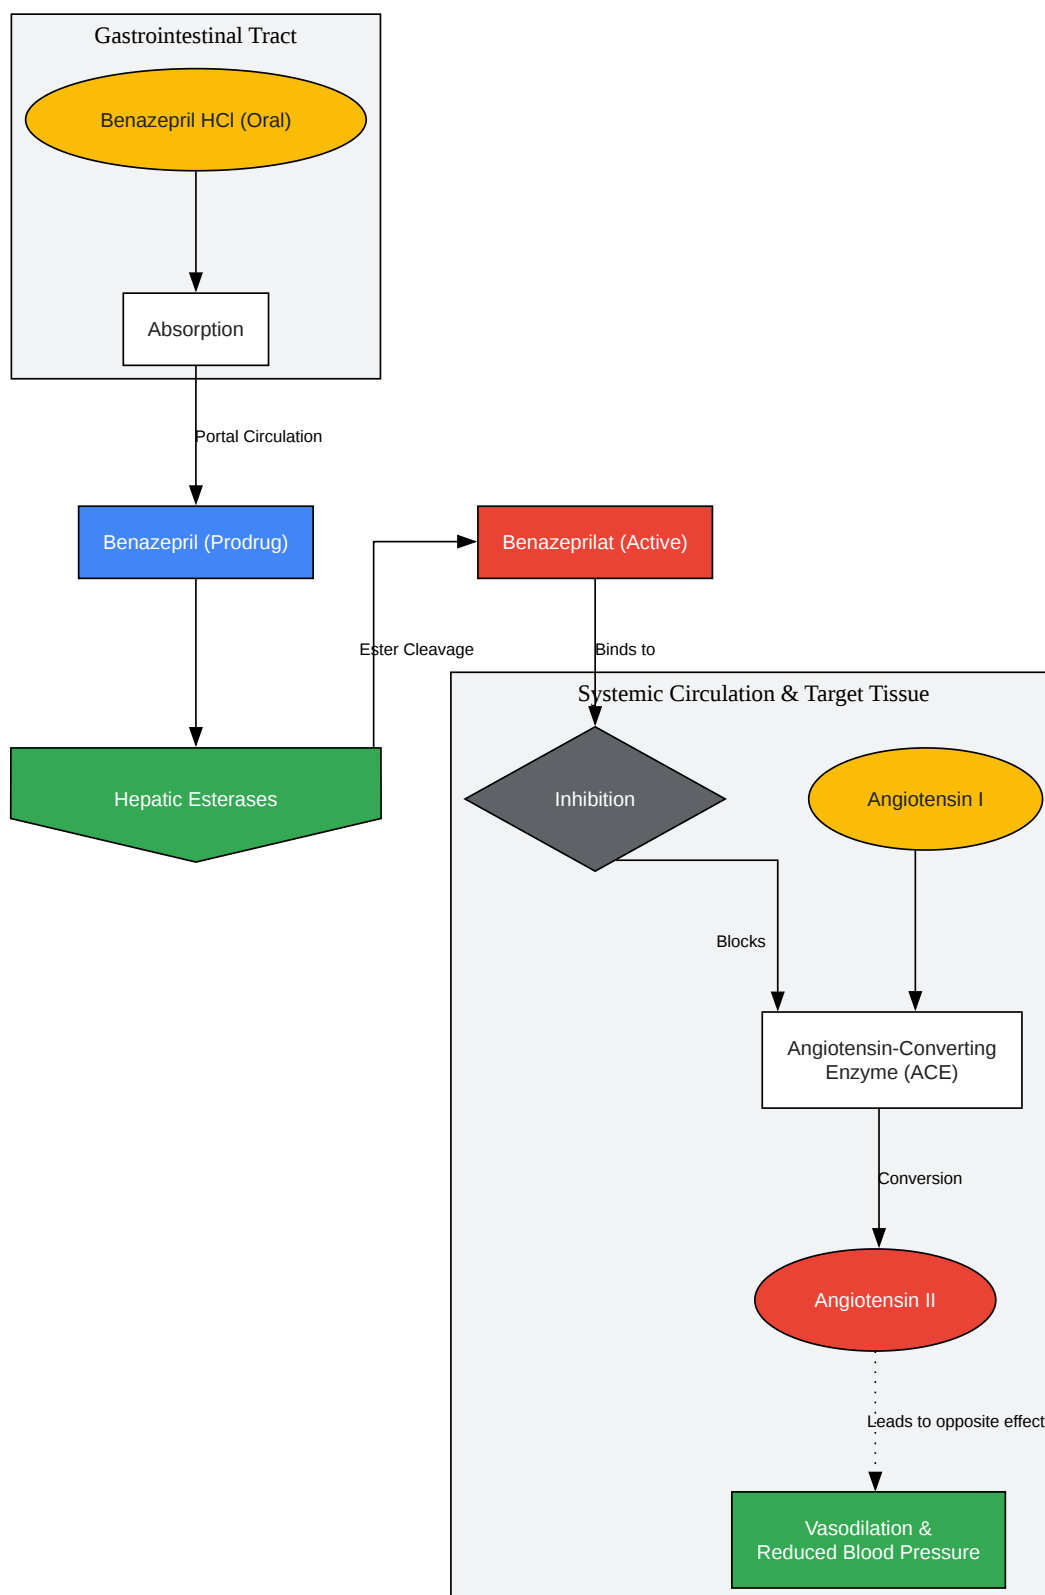 Gastrointestinal Tract
Benazepril HCl (Oral)
Absorption
Portal Circulation
Benazepril (Prodrug)
Benazeprilat (Active)
Ester Cleavage
Binds to
Systemic Circulation & Target Tissue
Hepatic Esterases
Inhibition
Angiotensin I
Blocks
Angiotensin-Converting
Enzyme (ACE)
Conversion
Angiotensin II
Leads to opposite effect
Vasodilation &
Reduced Blood Pressure